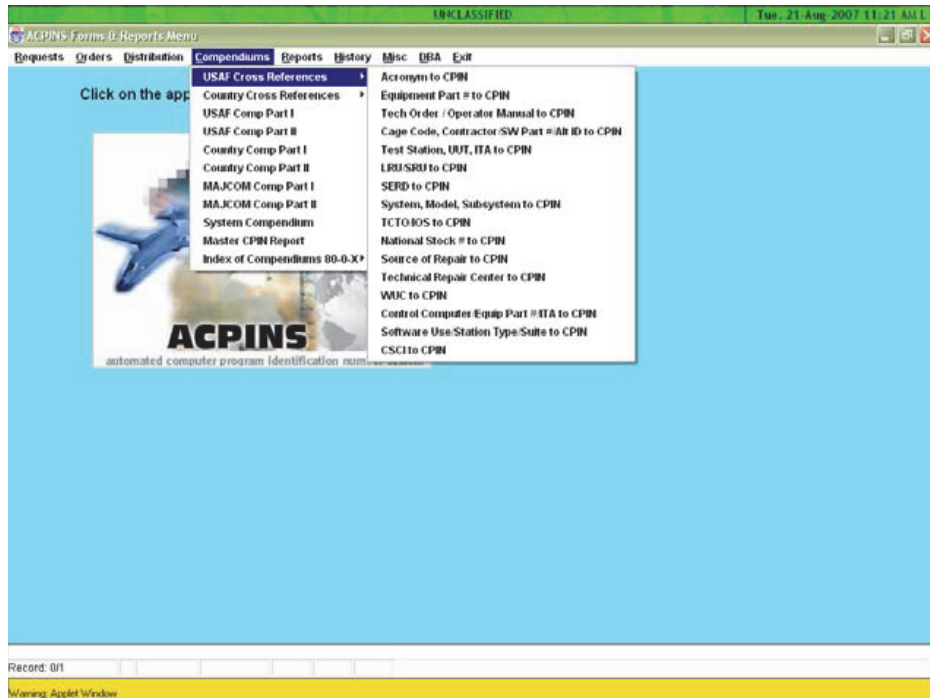 UNCLASSIFIED
Tue. 21-Aug-2007 11:21 AM L
ACPINS Forms & Reports Menu
Requests Orders Distribution Compendiums Reports History Misc DBA Exit
Click on the app
USAF Cross References
Country Cross References
USAF Comp Part I
USAF Comp Part II
Country Comp Part I
Country Comp Part II
MAJCOM Comp Part I
MAJCOM Comp Part II
System Compendium
Master CPIN Report
Index of Compendiums 80-0-X
Acronym to CPIN
Equipment Part # to CPIN
Tech Order / Operator Manual to CPIN
Cage Code, Contractor/SW Part #/Alt ID to CPIN
Test Station, UUT, ITA to CPIN
LRU/SRU to CPIN
SERD to CPIN
System, Model, Subsystem to CPIN
TCTO/IOS to CPIN
National Stock # to CPIN
Source of Repair to CPIN
Technical Repair Center to CPIN
WUC to CPIN
Control Computer/Equip Part #/ITA to CPIN
Software Use/Station Type/Suite to CPIN
CSCI to CPIN
ACPINS
automated computer program identification num
Record: 0/1
Warning: Applet Window